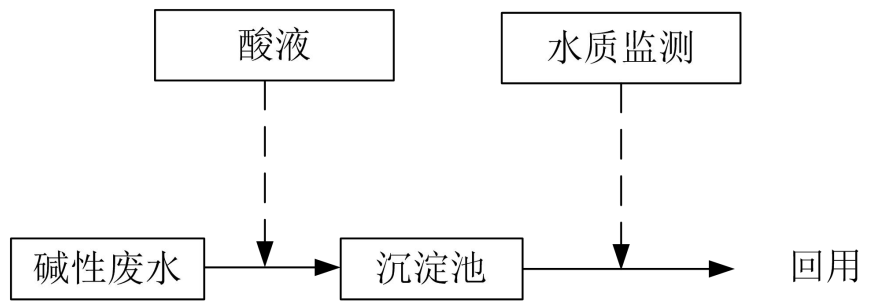 酸液
水质监测
碱性废水
沉淀池
回用